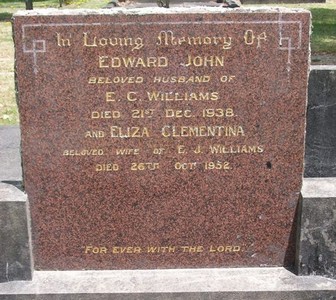 In Loving Memory Of
EDWARD JOHN
BELOVED HUSBAND OF
E. C. WILLIAMS
DIED 21ST DEC. 1938.
AND ELIZA CLEMENTINA
BELOVED WIFE OF E. J. WILLIAMS
DIED 26TH OCT. 1952.
"FOR EVER WITH THE LORD."